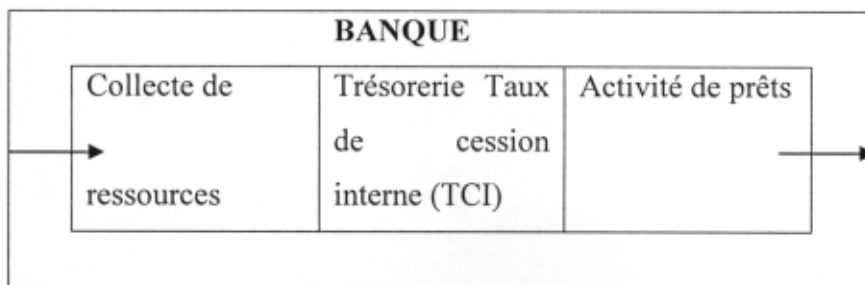 BANQUE
Collecte de
ressources
Trésorerie Taux
de cession
interne (TCI)
Activité de prêts